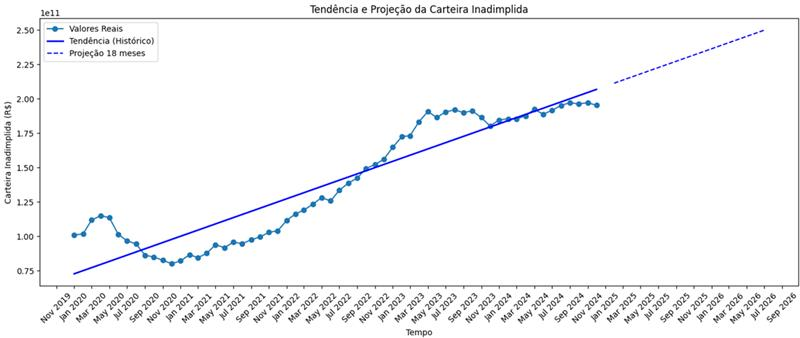 Tendência e Projeção da Carteira Inadimplida
1e11
Valores Reais
Tendência (Histórico)
Projeção 18 meses
Carteira Inadimplida (R$)
2.50
2.25
2.00
1.75
1.50
1.25
1.00
0.75
Nov 2019
Jan 2020
Mar 2020
May 2020
Jul 2020
Sep 2020
Nov 2020
Jan 2021
Mar 2021
May 2021
Jul 2021
Sep 2021
Nov 2021
Jan 2022
Mar 2022
May 2022
Jul 2022
Sep 2022
Nov 2022
Jan 2023
Mar 2023
May 2023
Jul 2023
Sep 2023
Nov 2023
Jan 2024
Mar 2024
May 2024
Jul 2024
Sep 2024
Nov 2024
Jan 2025
Mar 2025
May 2025
Jul 2025
Sep 2025
Nov 2025
Jan 2026
Mar 2026
May 2026
Jul 2026
Sep 2026
Tempo